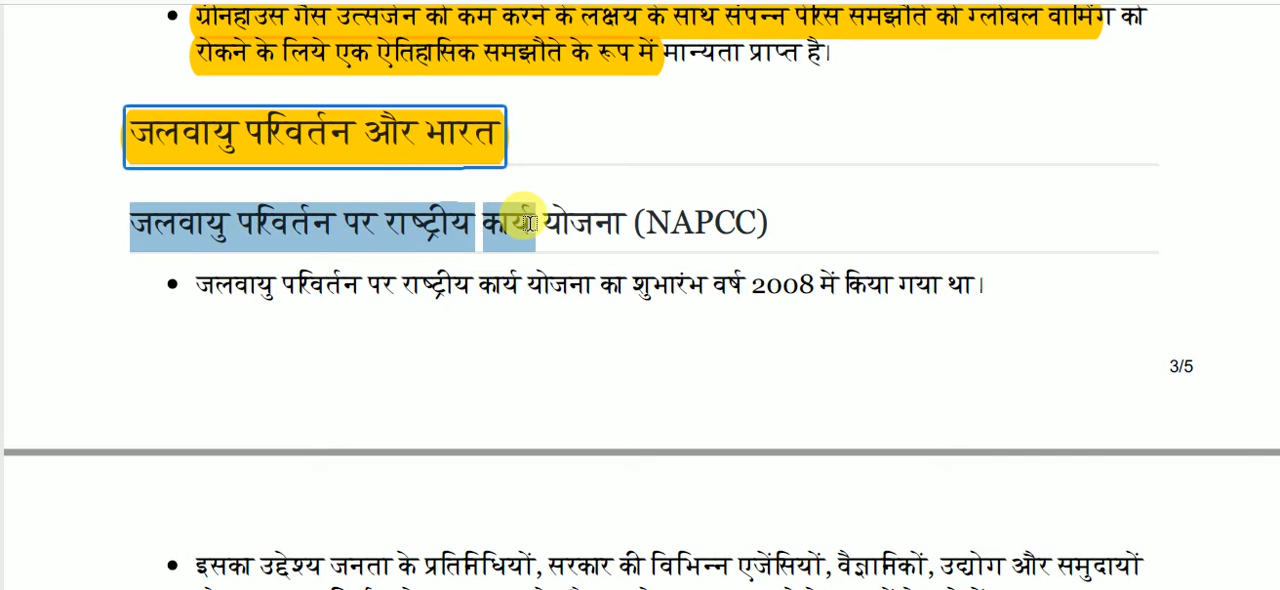 ग्रीनहाउस गैस उत्सर्जन को कम करने के लक्ष्य के साथ संपन्न पेरिस समझौते को ग्लोबल वार्मिंग को
रोकने के लिये एक ऐतिहासिक समझौते के रूप में मान्यता प्राप्त है।
जलवायु परिवर्तन और भारत
जलवायु परिवर्तन पर राष्ट्रीय कार्य योजना (NAPCC)
जलवायु परिवर्तन पर राष्ट्रीय कार्य योजना का शुभारंभ वर्ष 2008 में किया गया था।
3/5
इसका उद्देश्य जनता के प्रतिनिधियों, सरकार की विभिन्न एजेंसियों, वैज्ञानिकों, उद्योग और समुदायों